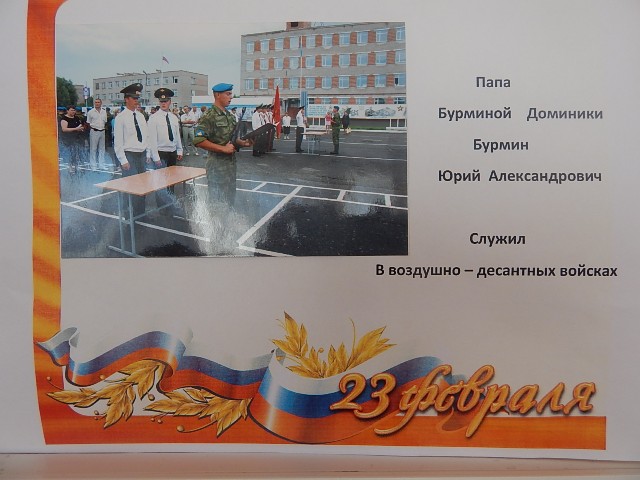 Папа
Бурминой Доминики
Бурмин
Юрий Александрович
Служил
В воздушно – десантных войсках
23 февраля